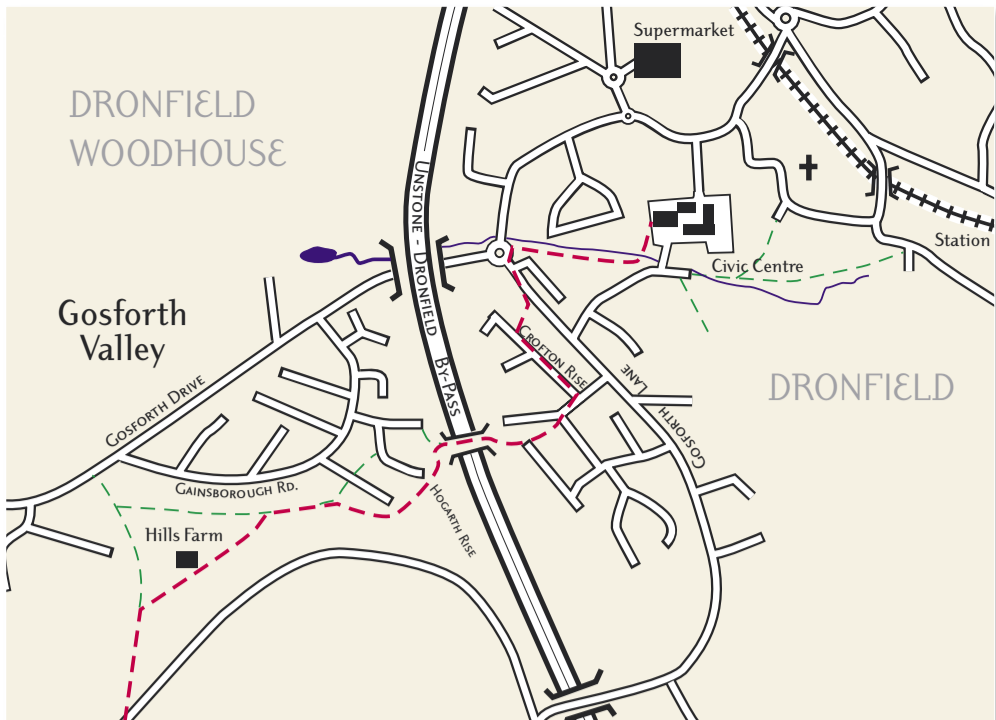 Supermarket
DRONFIELD
WOODHOUSE
UNSTONE - DRONFIELD BY-PASS
Station
Civic Centre
Gosforth
Valley
CROFTON RISE
GOSFORTH LANE
DRONFIELD
GOSFORTH DRIVE
GAINSBOROUGH RD.
HOGARTH RISE
Hills Farm